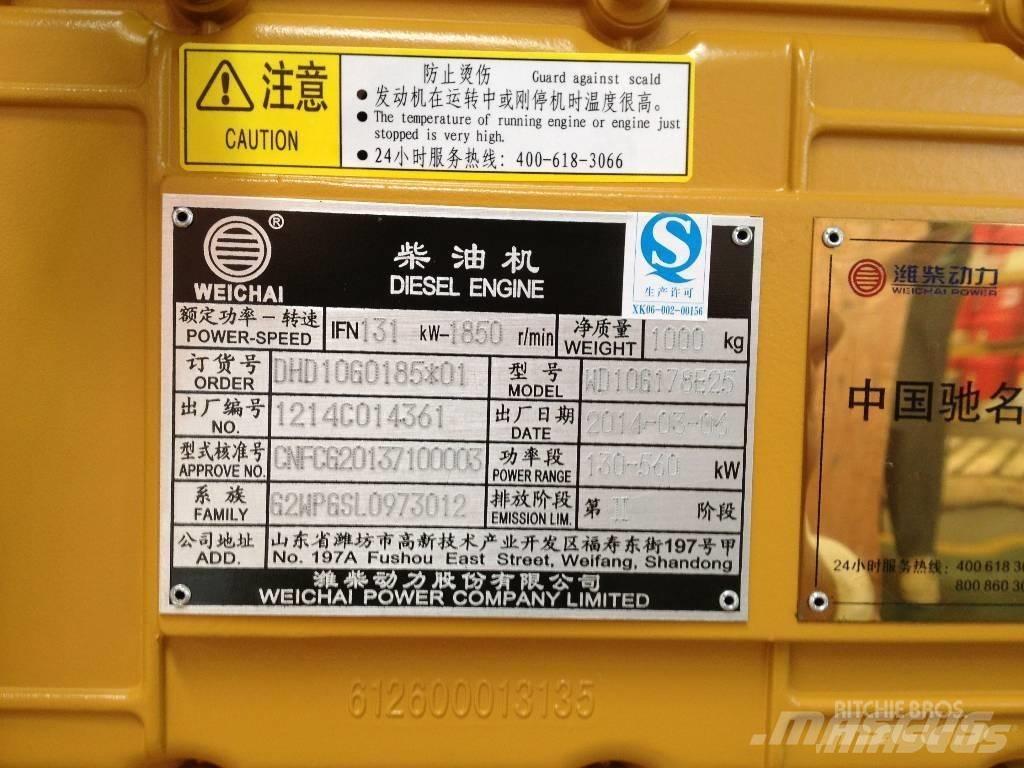 注意
CAUTION
防止烫伤 Guard against scald
• 发动机在运转中或刚停机时温度很高。
• The temperature of running engine or engine just
stopped is very high.
• 24小时服务热线: 400-618-3066
WEICHAI ®
柴油机
DIESEL ENGINE
S
生产许可
XK06-002-00156
额定功率-转速 IFN 131 kW-1850 r/min 净质量 1000 kg
POWER-SPEED WEIGHT
订货号 DHD10G0185*01 型号 WD10G178E25
ORDER MODEL
出厂编号 1214C014361 出厂日期 2014-03-06
NO. DATE
型式核准号 CNFCG20137100003 功率段 130-560 kW
APPROVE NO. POWER RANGE
系族 G2WPGSL0973012 排放阶段 第 II 阶段
FAMILY EMISSION LIM.
公司地址 山东省潍坊市高新技术产业开发区福寿东街197号甲
ADD. No. 197A Fushou East Street, Weifang, Shandong
潍柴动力股份有限公司
WEICHAI POWER COMPANY LIMITED
潍柴动力
WEICHAI POWER
中国驰名
24小时服务热线: 400 618 3
800 860 3
612600013135
RITCHIE BROS.
MASCUS